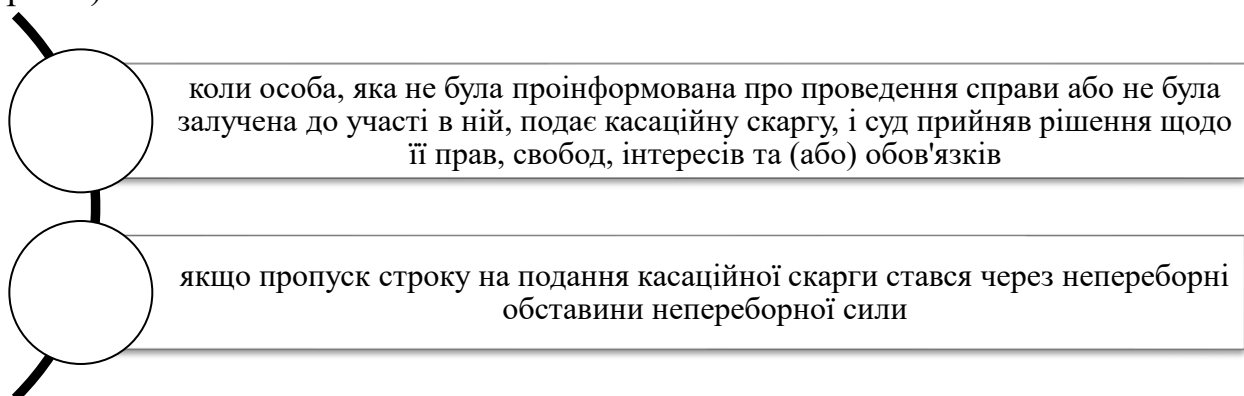 коли особа, яка не була проінформована про проведення справи або не була
залучена до участі в ній, подає касаційну скаргу, і суд прийняв рішення щодо
її прав, свобод, інтересів та (або) обов'язків
якщо пропуск строку на подання касаційної скарги стався через непереборні
обставини непереборної сили